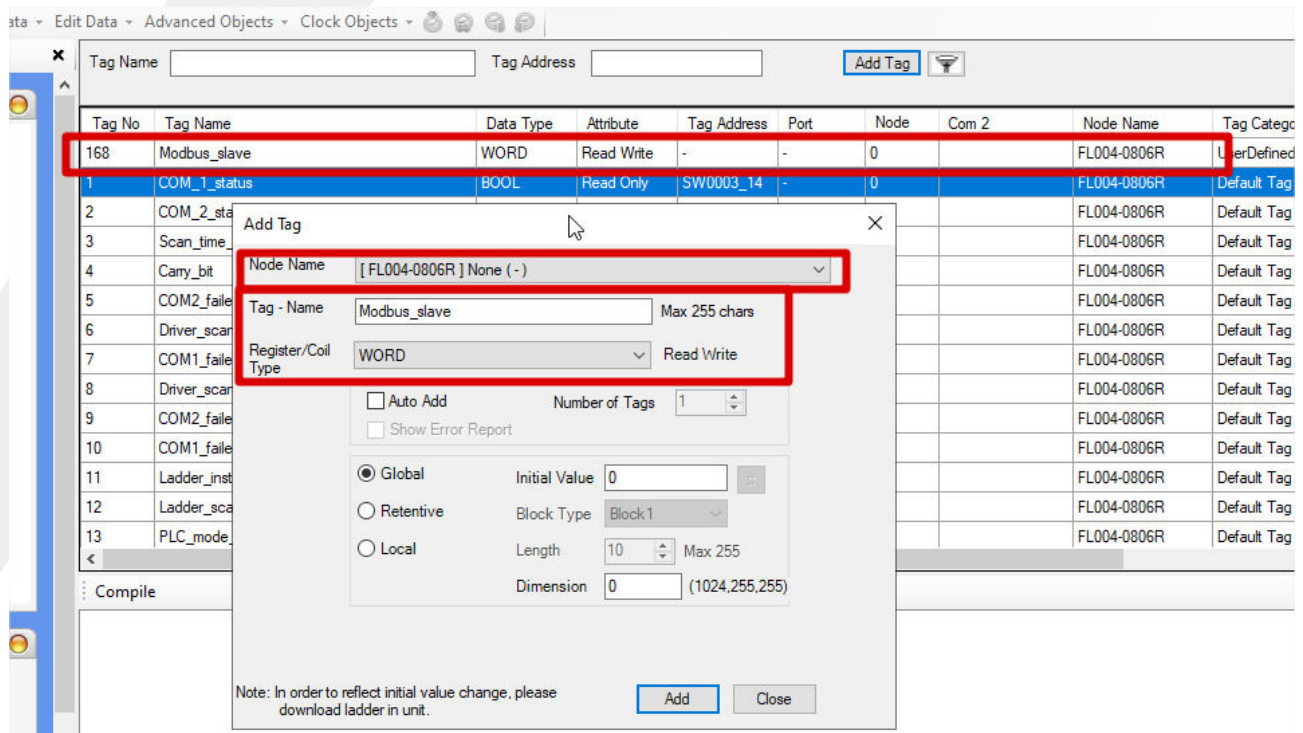 ata Edit Data Advanced Objects Clock Objects
Tag Name Tag Address Add Tag
Tag No Tag Name Data Type Attribute Tag Address Port Node Com 2 Node Name Tag Catego
168 Modbus_slave WORD Read Write - - 0 FL004-0806R UserDefined
1 COM_1_status BOOL Read Only SW0003_14 - 0 FL004-0806R Default Tag
2 COM_2_sta FL004-0806R Default Tag
3 Scan_time_ FL004-0806R Default Tag
4 Carry_bit FL004-0806R Default Tag
5 COM2_faile FL004-0806R Default Tag
6 Driver_scan FL004-0806R Default Tag
7 COM1_faile FL004-0806R Default Tag
8 Driver_scan FL004-0806R Default Tag
9 COM2_faile FL004-0806R Default Tag
10 COM1_faile FL004-0806R Default Tag
11 Ladder_inst FL004-0806R Default Tag
12 Ladder_sca FL004-0806R Default Tag
13 PLC_mode_ FL004-0806R Default Tag
Compile
Add Tag
Node Name [ FL004-0806R ] None ( - )
Tag - Name Modbus_slave Max 255 chars
Register/Coil
Type WORD Read Write
Auto Add Number of Tags 1
Show Error Report
Global Initial Value 0
Retentive Block Type Block1
Local Length 10 Max 255
Dimension 0 (1024,255,255)
Note: In order to reflect initial value change, please
download ladder in unit.
Add Close